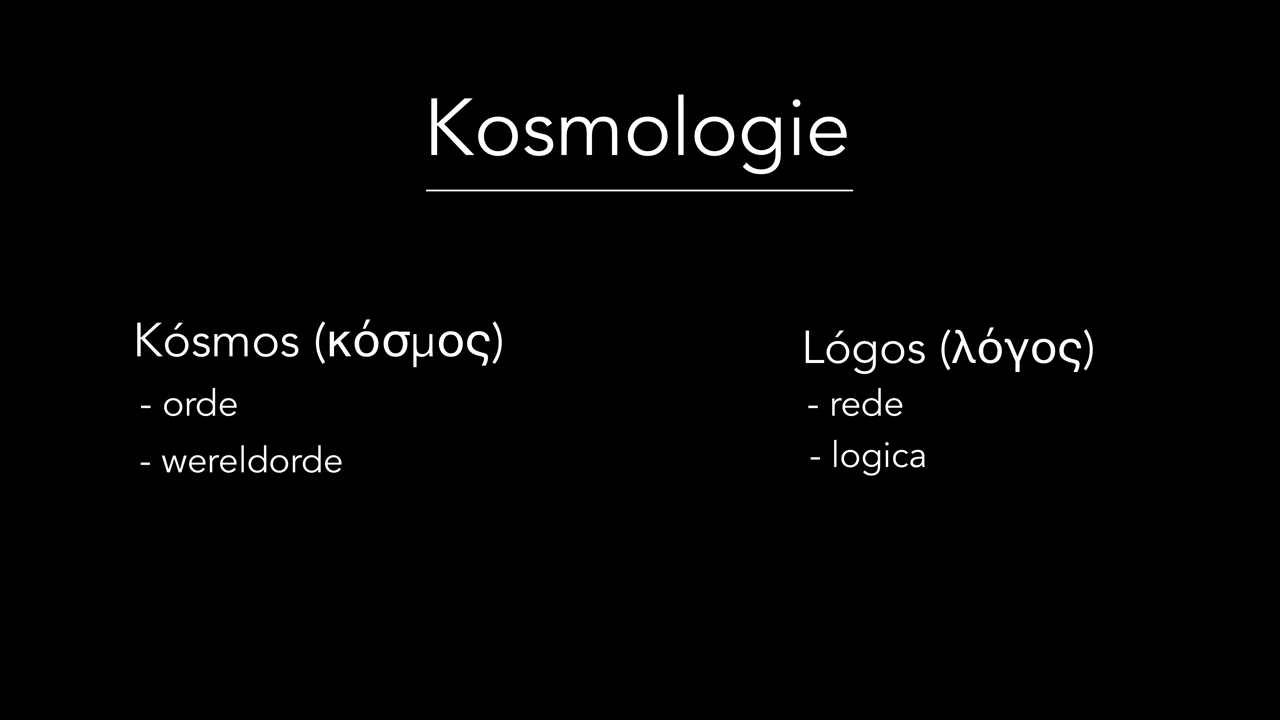 Kosmologie
Kósmos (κόσμος)
- orde
- wereldorde
Lógos (λόγος)
- rede
- logica